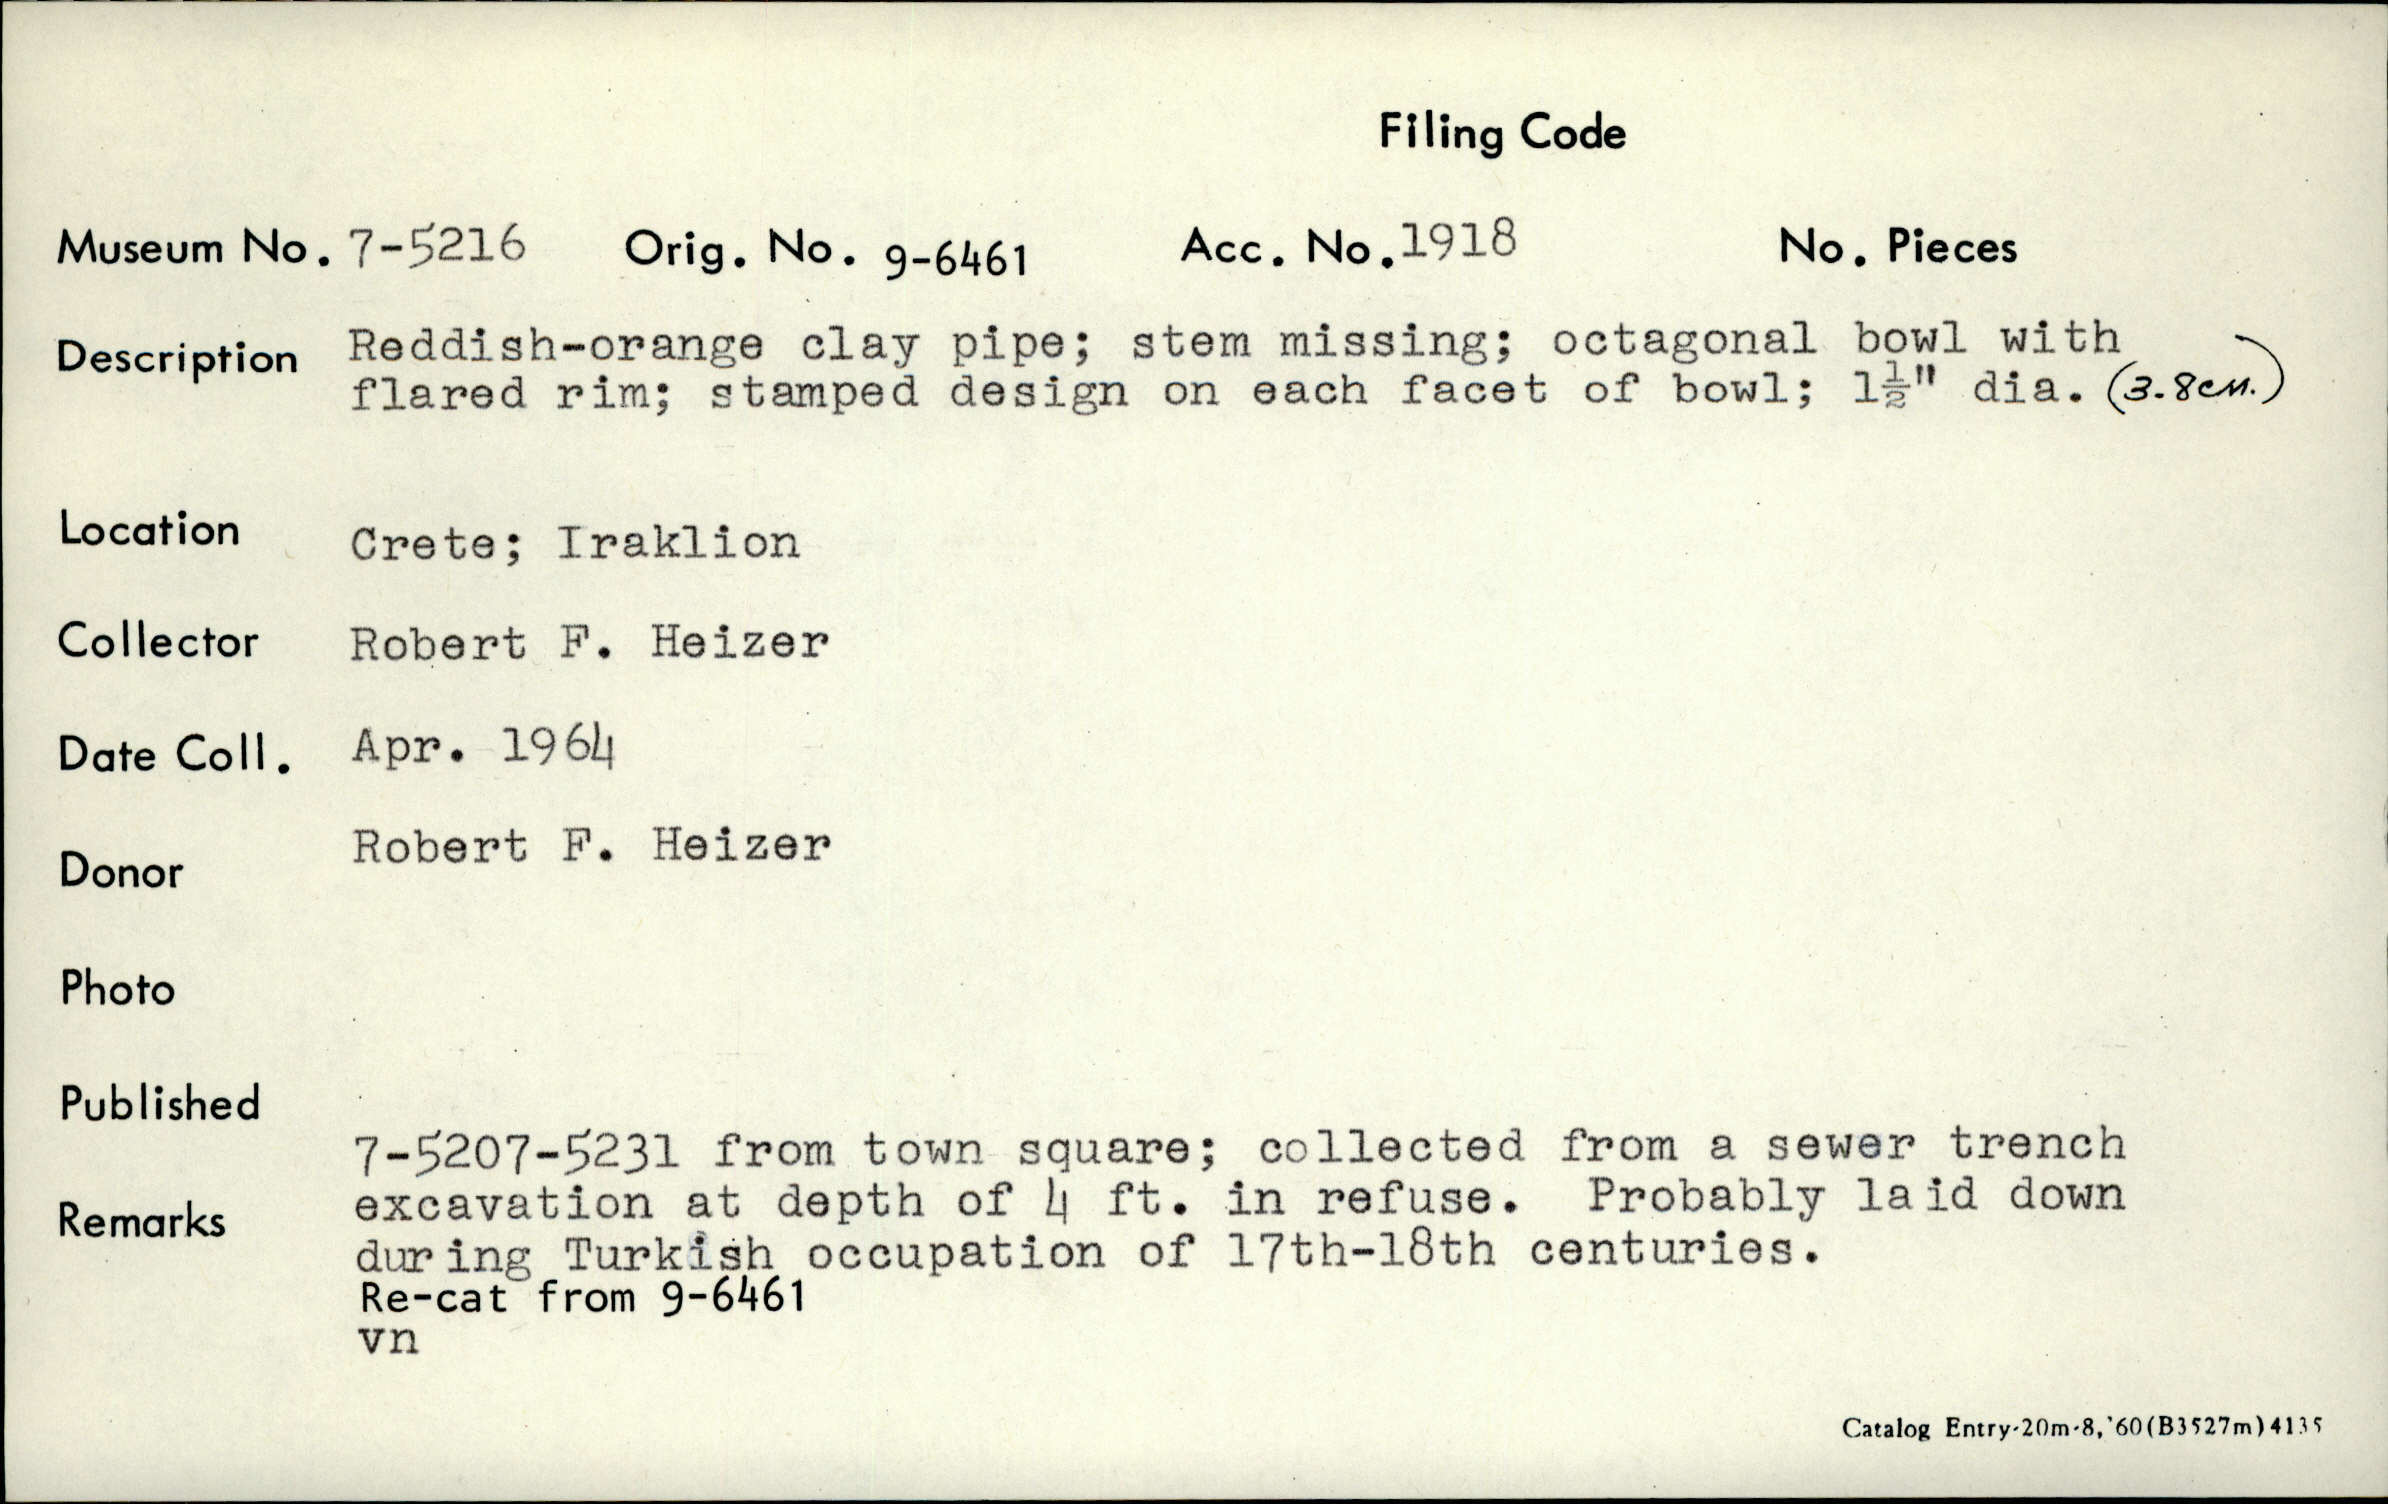 Filing Code
Museum No. 7-5216 Orig. No. 9-6461 Acc. No. 1918 No. Pieces
Description Reddish-orange clay pipe; stem missing; octagonal bowl with
flared rim; stamped design on each facet of bowl; 1½" dia. (3.8cm.)
Location Crete; Iraklion
Collector Robert F. Heizer
Date Coll. Apr. 1964
Donor Robert F. Heizer
Photo
Published
7-5207-5231 from town square; collected from a sewer trench
Remarks excavation at depth of 4 ft. in refuse. Probably laid down
during Turkish occupation of 17th-18th centuries.
Re-cat from 9-6461
vn
Catalog Entry-20m-8,'60(B3527m)4135